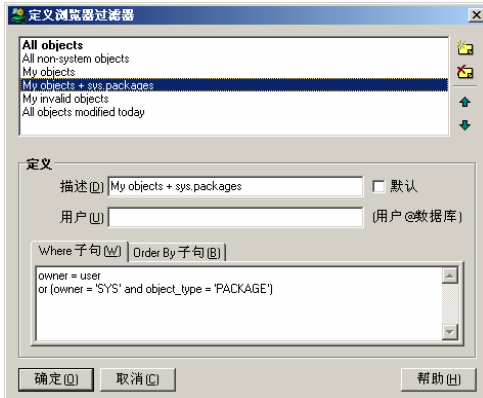 定义浏览器过滤器
All objects
All non-system objects
My objects
My objects + sys.packages
My invalid objects
All objects modified today
定义
描述(D) My objects + sys.packages 默认
用户(U) (用户@数据库)
Where 子句(W) Order By 子句(B)
owner = user
or (owner = 'SYS' and object_type = 'PACKAGE')
确定(O) 取消(C) 帮助(H)